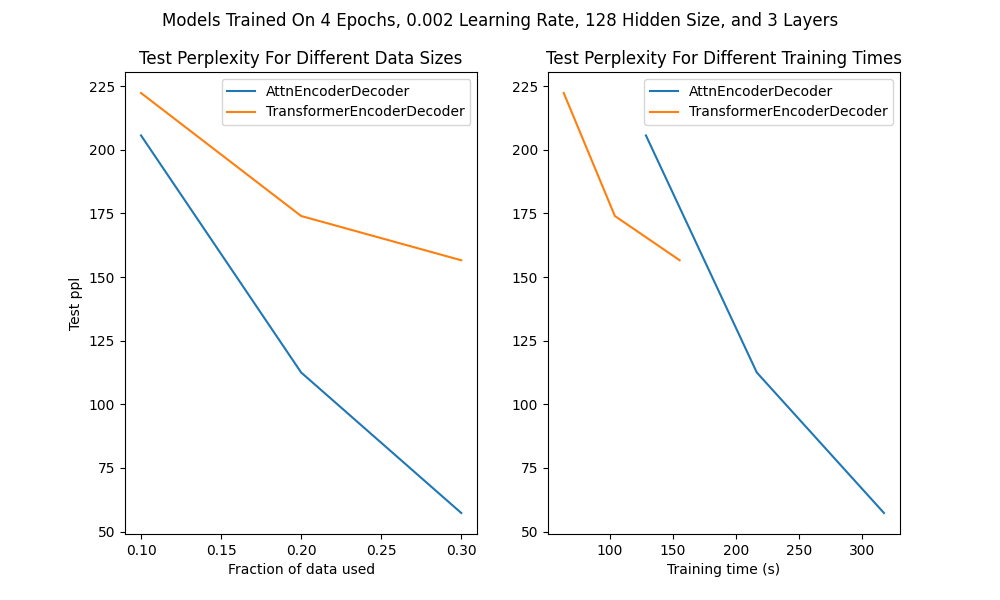 Models Trained On 4 Epochs, 0.002 Learning Rate, 128 Hidden Size, and 3 Layers
Test Perplexity For Different Data Sizes
AttnEncoderDecoder
TransformerEncoderDecoder
225
200
175
150
125
100
75
50
Test ppl
0.10
0.15
0.20
0.25
0.30
Fraction of data used
Test Perplexity For Different Training Times
AttnEncoderDecoder
TransformerEncoderDecoder
225
200
175
150
125
100
75
50
100
150
200
250
300
Training time (s)